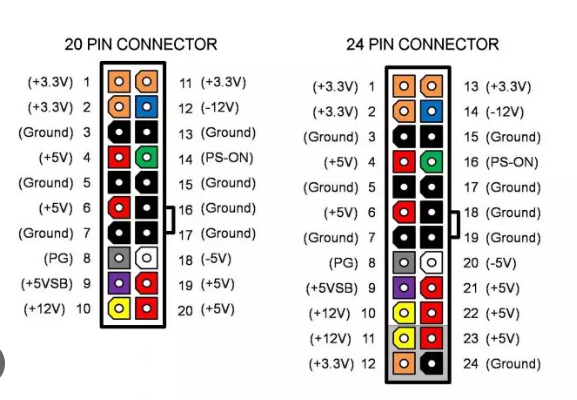 20 PIN CONNECTOR
(+3.3V) 1 11 (+3.3V)
(+3.3V) 2 12 (-12V)
(Ground) 3 13 (Ground)
(+5V) 4 14 (PS-ON)
(Ground) 5 15 (Ground)
(+5V) 6 16 (Ground)
(Ground) 7 17 (Ground)
(PG) 8 18 (-5V)
(+5VSB) 9 19 (+5V)
(+12V) 10 20 (+5V)
24 PIN CONNECTOR
(+3.3V) 1 13 (+3.3V)
(+3.3V) 2 14 (-12V)
(Ground) 3 15 (Ground)
(+5V) 4 16 (PS-ON)
(Ground) 5 17 (Ground)
(+5V) 6 18 (Ground)
(Ground) 7 19 (Ground)
(PG) 8 20 (-5V)
(+5VSB) 9 21 (+5V)
(+12V) 10 22 (+5V)
(+12V) 11 23 (+5V)
(+3.3V) 12 24 (Ground)